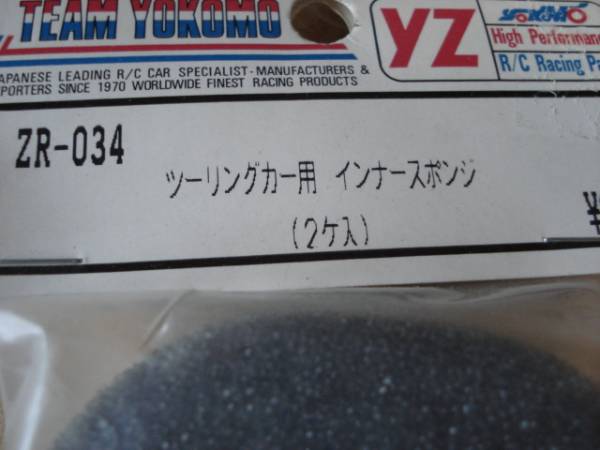 TEAM YOKOMO
YZ
YOKOMO
High Performanc
R/C Racing Pa
JAPANESE LEADING R/C CAR SPECIALIST・MANUFACTURERS &
PORTERS SINCE 1970 WORLDWIDE FINEST RACING PRODUCTS
ZR-034
ツーリングカー用 インナースポンジ
(2ケ入)
¥